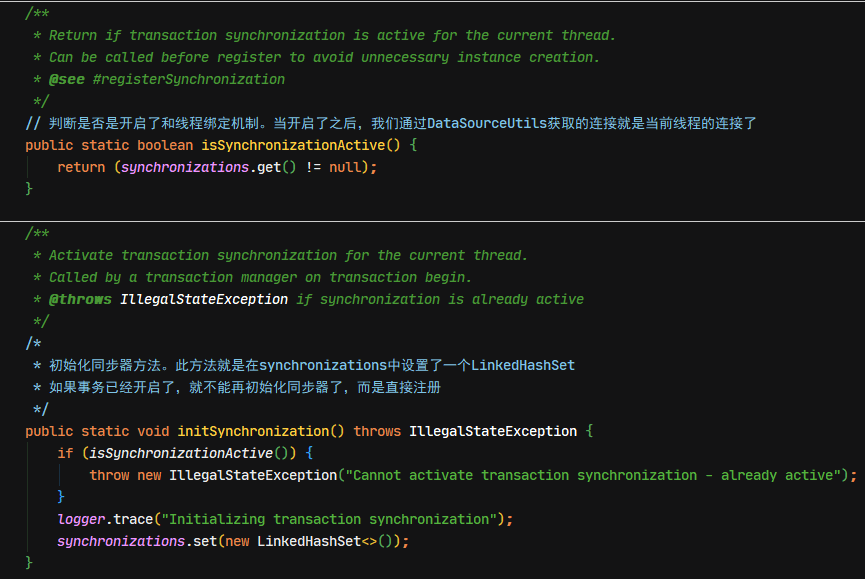 /**
 * Return if transaction synchronization is active for the current thread.
 * Can be called before register to avoid unnecessary instance creation.
 * @see #registerSynchronization
 */
// 判断是否是开启了和线程绑定机制。当开启了之后，我们通过DataSourceUtils获取的连接就是当前线程的连接了
public static boolean isSynchronizationActive() {
    return (synchronizations.get() != null);
}
/**
 * Activate transaction synchronization for the current thread.
 * Called by a transaction manager on transaction begin.
 * @throws IllegalStateException if synchronization is already active
 */
/*
 * 初始化同步器方法。此方法就是在synchronizations中设置了一个LinkedHashSet
 * 如果事务已经开启了，就不能再初始化同步器了，而是直接注册
 */
public static void initSynchronization() throws IllegalStateException {
    if (isSynchronizationActive()) {
        throw new IllegalStateException("Cannot activate transaction synchronization - already active");
    }
    logger.trace("Initializing transaction synchronization");
    synchronizations.set(new LinkedHashSet<>());
}